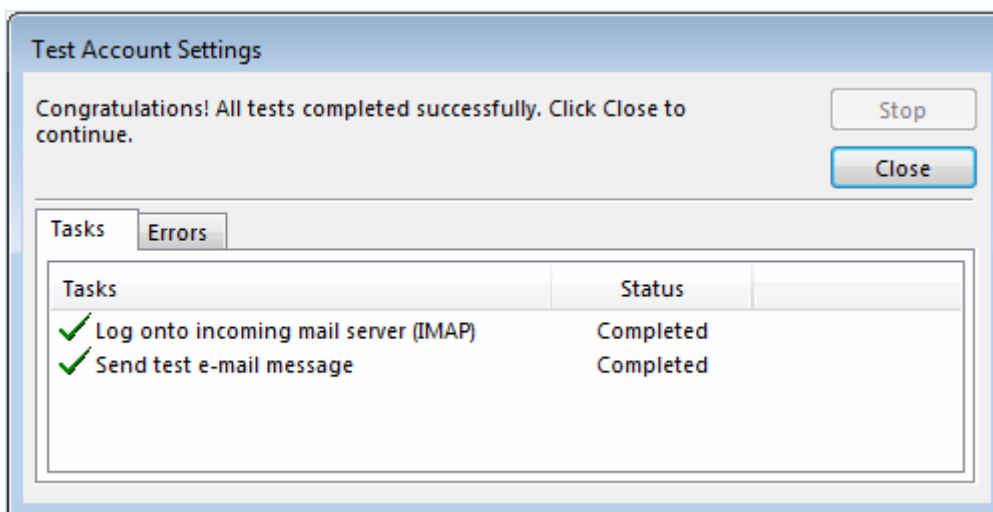 Test Account Settings
Congratulations! All tests completed successfully. Click Close to
continue.
Stop
Close
Tasks
Errors
Tasks Status
Log onto incoming mail server (IMAP) Completed
Send test e-mail message Completed